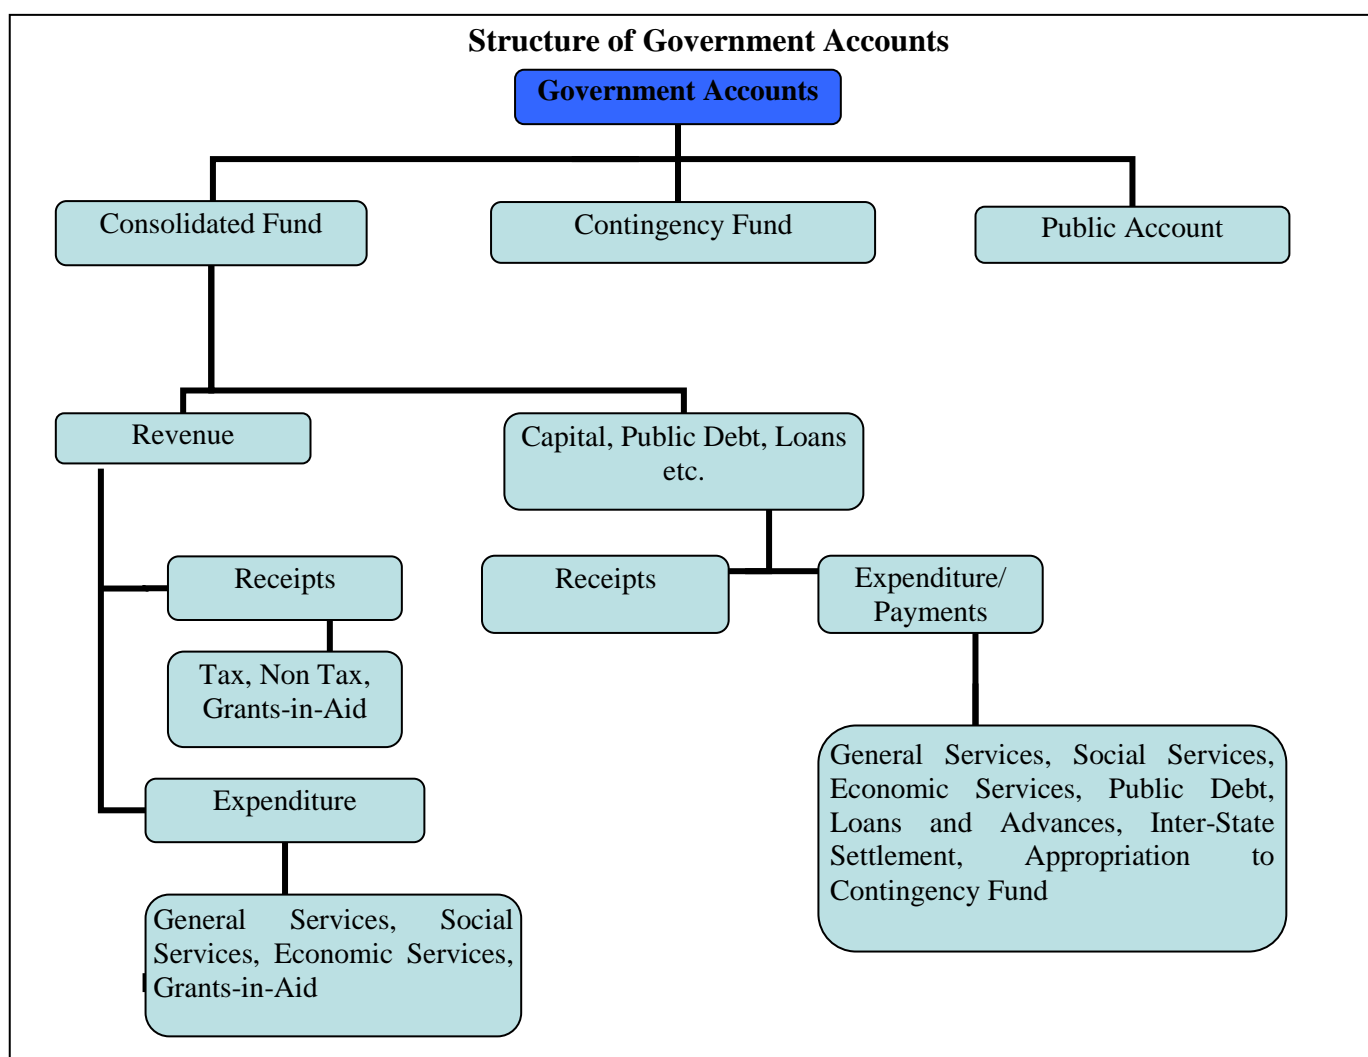 Structure of Government Accounts
Government Accounts
Consolidated Fund
Contingency Fund
Public Account
Revenue
Capital, Public Debt, Loans
etc.
Receipts
Receipts
Expenditure/
Payments
Tax, Non Tax,
Grants-in-Aid
General Services, Social Services,
Economic Services, Public Debt,
Loans and Advances, Inter-State
Settlement, Appropriation to
Contingency Fund
Expenditure
General Services, Social
Services, Economic Services,
Grants-in-Aid